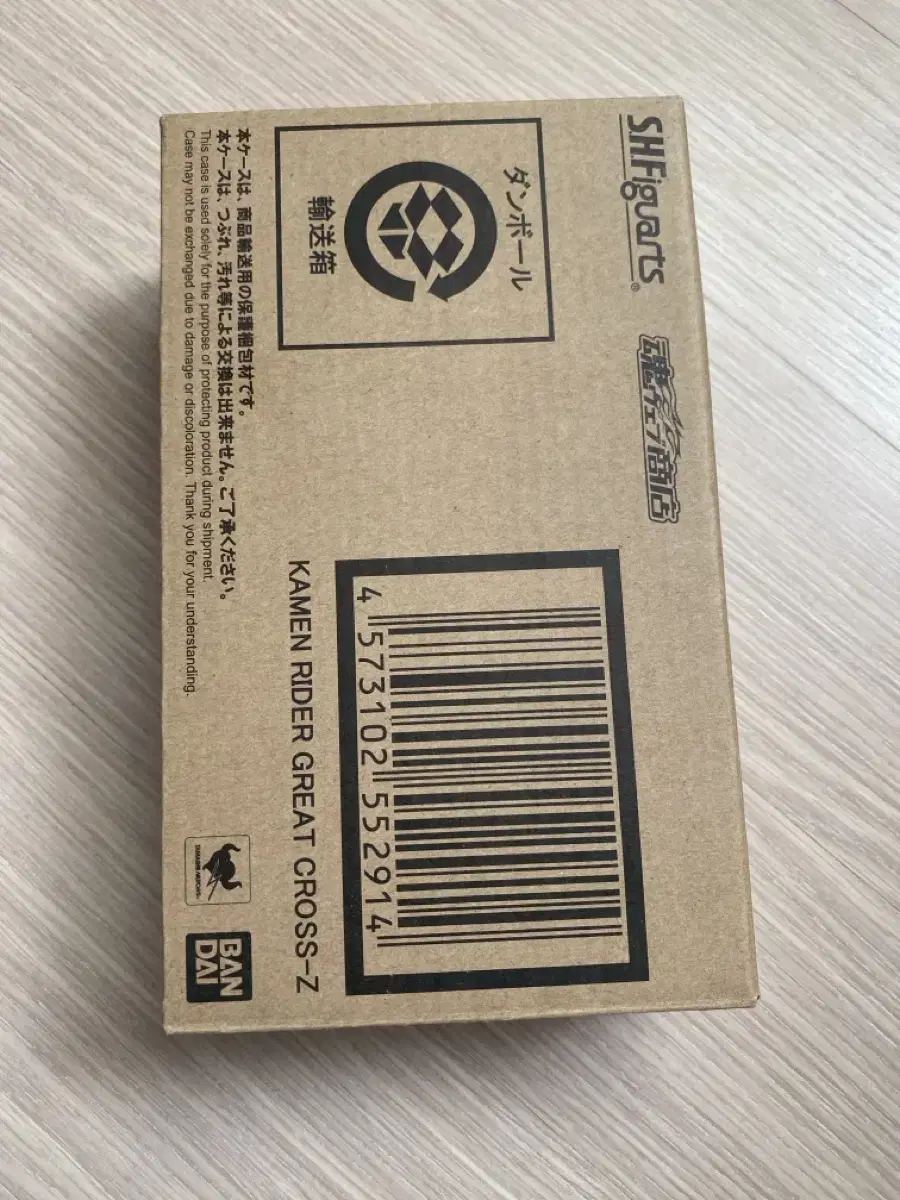 SHFiguarts®
魂ウェブ商店
ダンボール
輸送箱
4 573102 552914
KAMEN RIDER GREAT CROSS-Z
本ケースは、商品輸送用の保護梱包材です。
本ケースは、つぶれ、汚れ等による交換は出来ません。ご了承ください。
This case is used solely for the purpose of protecting product during shipment.
Case may not be exchanged due to damage or discoloration. Thank you for your understanding.
TAMASHII NATIONS
BAN
DAI